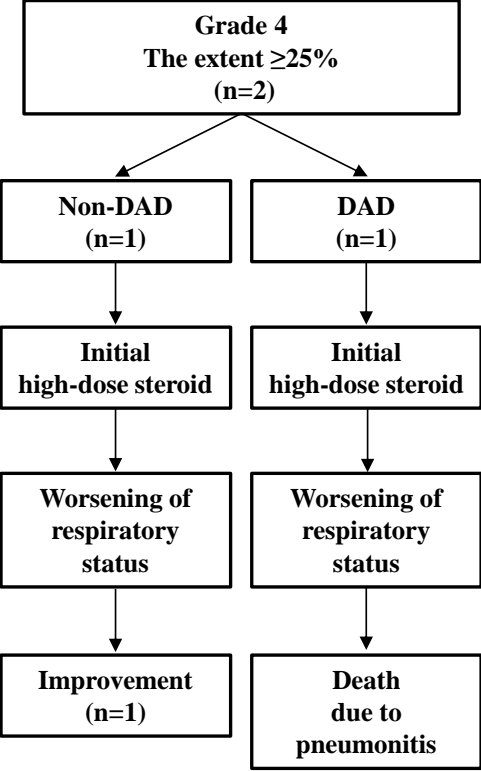 Grade 4
The extent ≥25%
(n=2)
Non-DAD
(n=1)
DAD
(n=1)
Initial
high-dose steroid
Initial
high-dose steroid
Worsening of
respiratory
status
Worsening of
respiratory
status
Improvement
(n=1)
Death
due to
pneumonitis